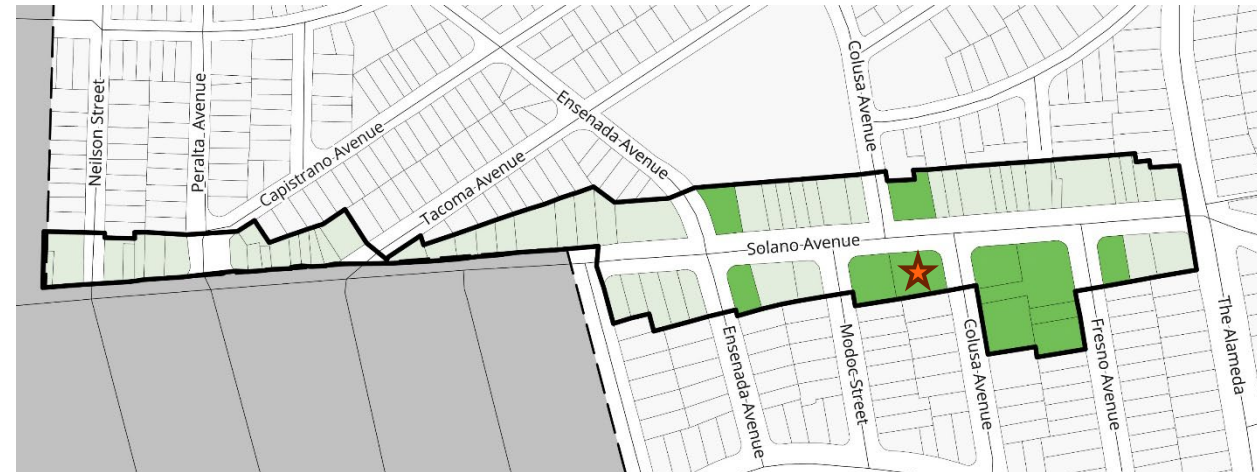 Neilson Street
Peralta Avenue
Capistrano Avenue
Tacoma Avenue
Ensenada Avenue
Colusa Avenue
Solano Avenue
Ensenada Avenue
Modoc Street
Colusa Avenue
Fresno Avenue
The Alameda